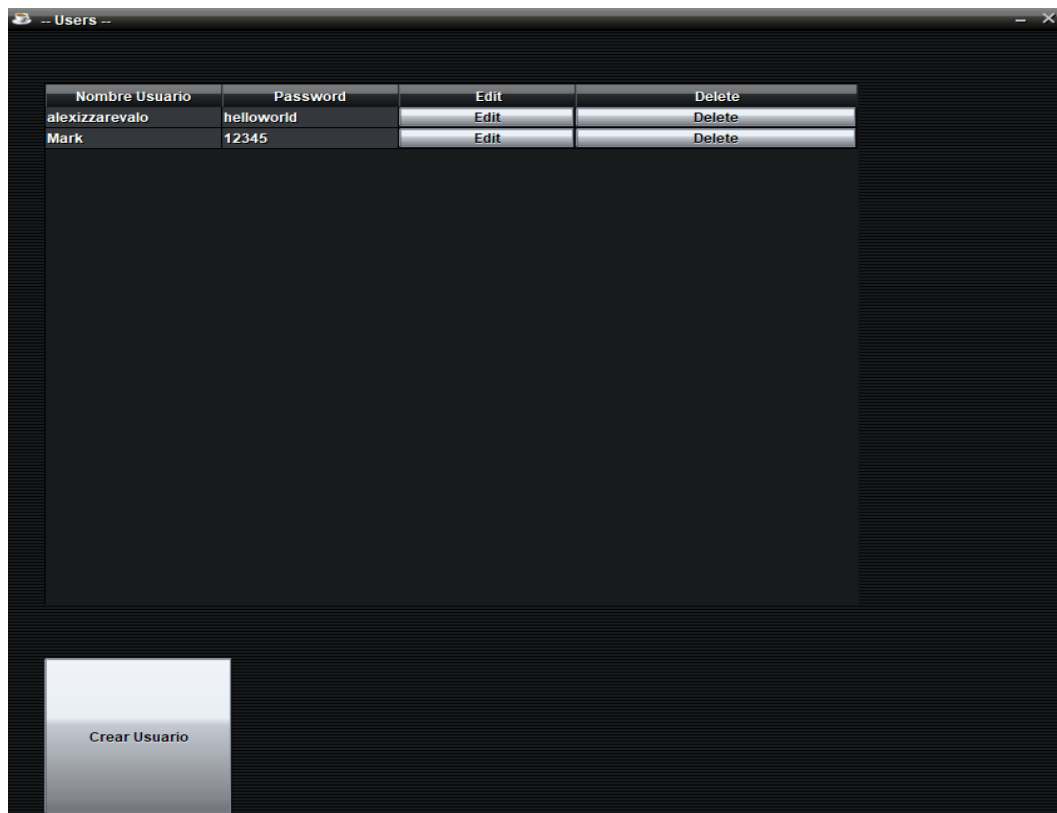 -- Users --
Nombre Usuario Password Edit Delete
alexizzarevalo helloworld Edit Delete
Mark 12345 Edit Delete
Crear Usuario